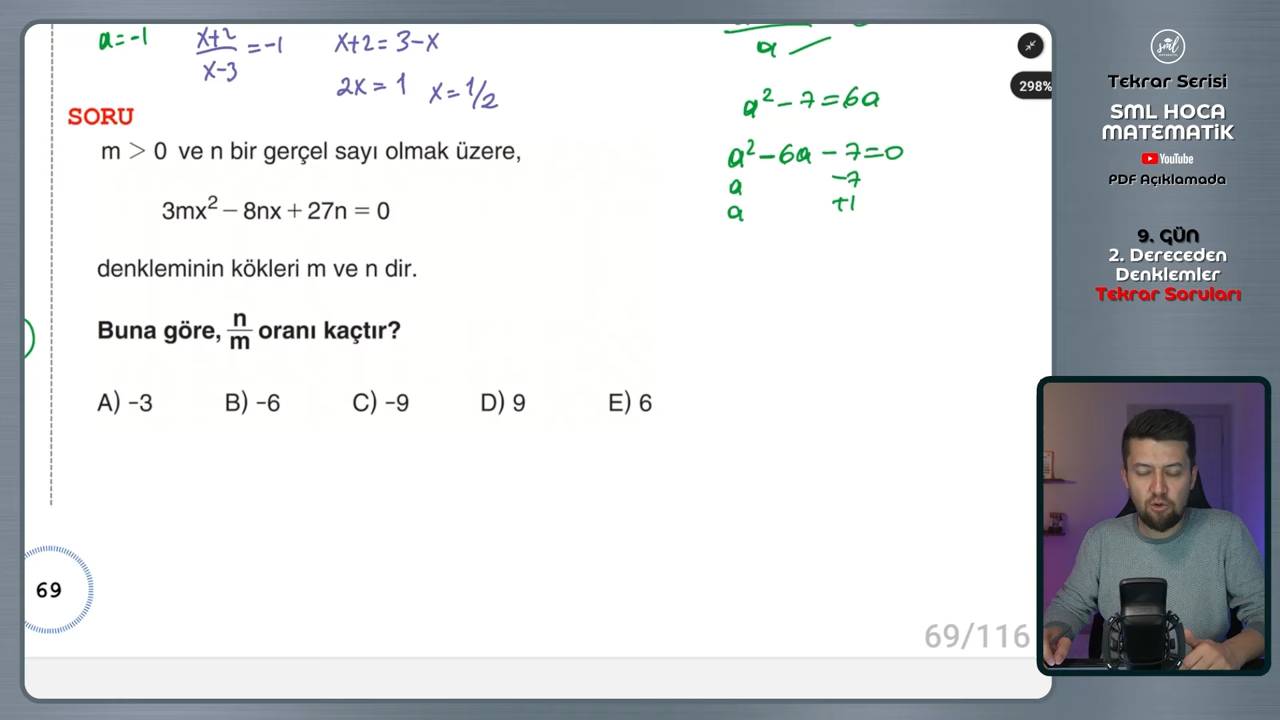 a=-1
x+2/x-3 = -1
x+2 = 3-x
2x = 1 x = 1/2
a
a² - 7 = 6a
a² - 6a - 7 = 0
a -7
a +1
298%
SORU
m > 0 ve n bir gerçel sayı olmak üzere,
3mx² – 8nx + 27n = 0
denkleminin kökleri m ve n dir.
Buna göre, n/m oranı kaçtır?
A) –3 B) –6 C) –9 D) 9 E) 6
69
69/116
sml
Tekrar Serisi
SML HOCA
MATEMATİK
YouTube
PDF Açıklamada
9. GÜN
2. Dereceden
Denklemler
Tekrar Soruları